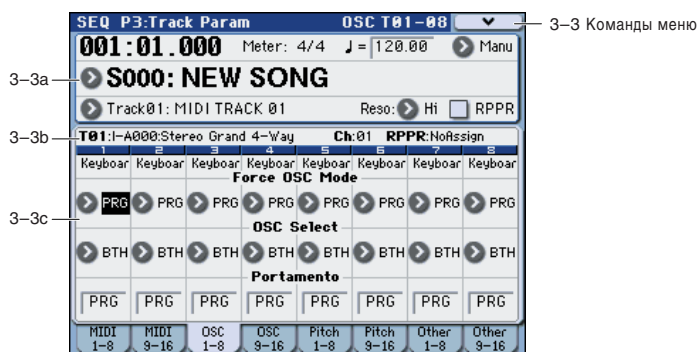 SEQ P3:Track Param OSC T01-08
3–3 Команды меню
001:01.000 Meter: 4/4 ♩=120.00 Manu
3–3a
S000: NEW SONG
Track01: MIDI TRACK 01 Reso: Hi RPPR
3–3b
T01:I-A000:Stereo Grand 4-Way Ch:01 RPPR:NoAssign
1 2 3 4 5 6 7 8
Keyboar Keyboar Keyboar Keyboar Keyboar Keyboar Keyboar Keyboar
Force OSC Mode
3–3c
PRG PRG PRG PRG PRG PRG PRG PRG
OSC Select
BTH BTH BTH BTH BTH BTH BTH BTH
Portamento
PRG PRG PRG PRG PRG PRG PRG PRG
MIDI 1-8 MIDI 9-16 OSC 1-8 OSC 9-16 Pitch 1-8 Pitch 9-16 Other 1-8 Other 9-16